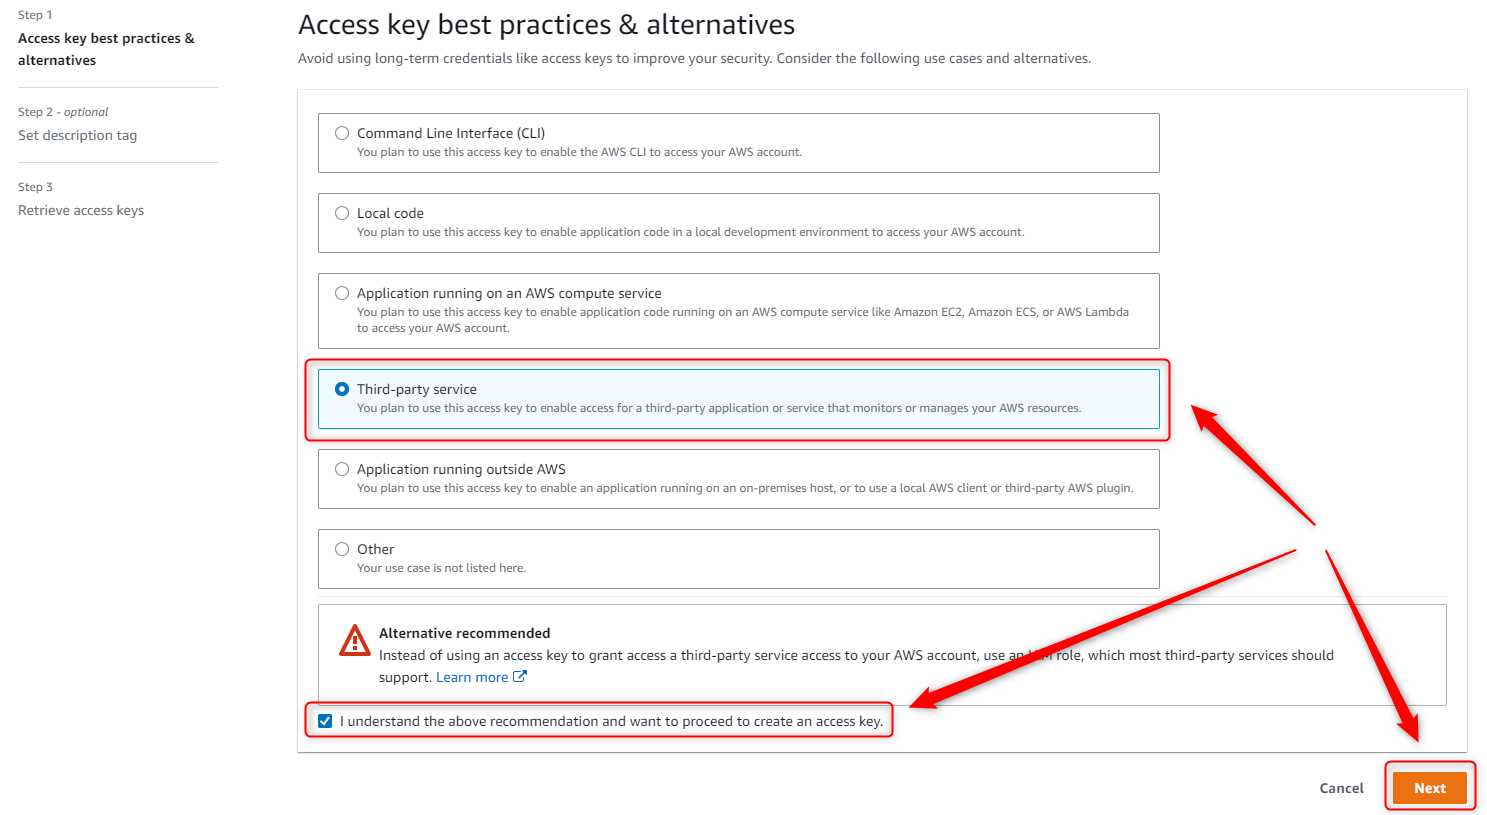 Step 1
Access key best practices &
alternatives
Step 2 - optional
Set description tag
Step 3
Retrieve access keys
Access key best practices & alternatives
Avoid using long-term credentials like access keys to improve your security. Consider the following use cases and alternatives.
Command Line Interface (CLI)
You plan to use this access key to enable the AWS CLI to access your AWS account.
Local code
You plan to use this access key to enable application code in a local development environment to access your AWS account.
Application running on an AWS compute service
You plan to use this access key to enable application code running on an AWS compute service like Amazon EC2, Amazon ECS, or AWS Lambda
to access your AWS account.
Third-party service
You plan to use this access key to enable access for a third-party application or service that monitors or manages your AWS resources.
Application running outside AWS
You plan to use this access key to enable an application running on an on-premises host, or to use a local AWS client or third-party AWS plugin.
Other
Your use case is not listed here.
Alternative recommended
Instead of using an access key to grant access a third-party service access to your AWS account, use an IAM role, which most third-party services should
support. Learn more
I understand the above recommendation and want to proceed to create an access key.
Cancel
Next